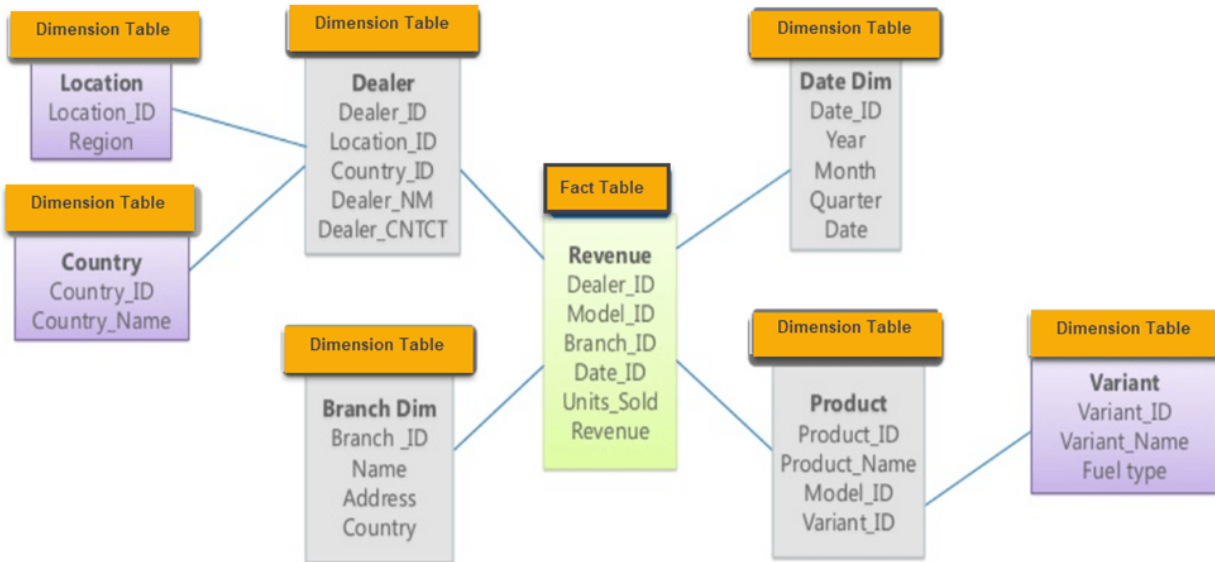 Dimension Table
Location
Location_ID
Region
Dimension Table
Country
Country_ID
Country_Name
Dimension Table
Dealer
Dealer_ID
Location_ID
Country_ID
Dealer_NM
Dealer_CNTCT
Dimension Table
Branch Dim
Branch _ID
Name
Address
Country
Fact Table
Revenue
Dealer_ID
Model_ID
Branch_ID
Date_ID
Units_Sold
Revenue
Dimension Table
Date Dim
Date_ID
Year
Month
Quarter
Date
Dimension Table
Product
Product_ID
Product_Name
Model_ID
Variant_ID
Dimension Table
Variant
Variant_ID
Variant_Name
Fuel type